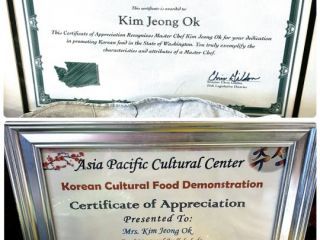 This certificate is awarded to
Kim Jeong Ok
This Certificate of Appreciation Recognizes Master Chef Kim Jeong Ok for your dedication
in promoting Korean food in the State of Washington. You truly exemplify the
characteristics and attributes of a Master Chef.
Asia Pacific Cultural Center
추석
Korean Cultural Food Demonstration
Certificate of Appreciation
Presented To:
Mrs. Kim Jeong Ok